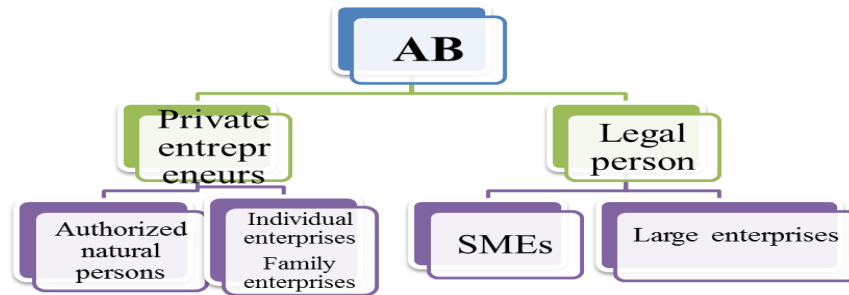 AB
Private
entrepr
eneurs
Legal
person
Authorized
natural
persons
Individual
enterprises
Family
enterprises
SMEs
Large enterprises